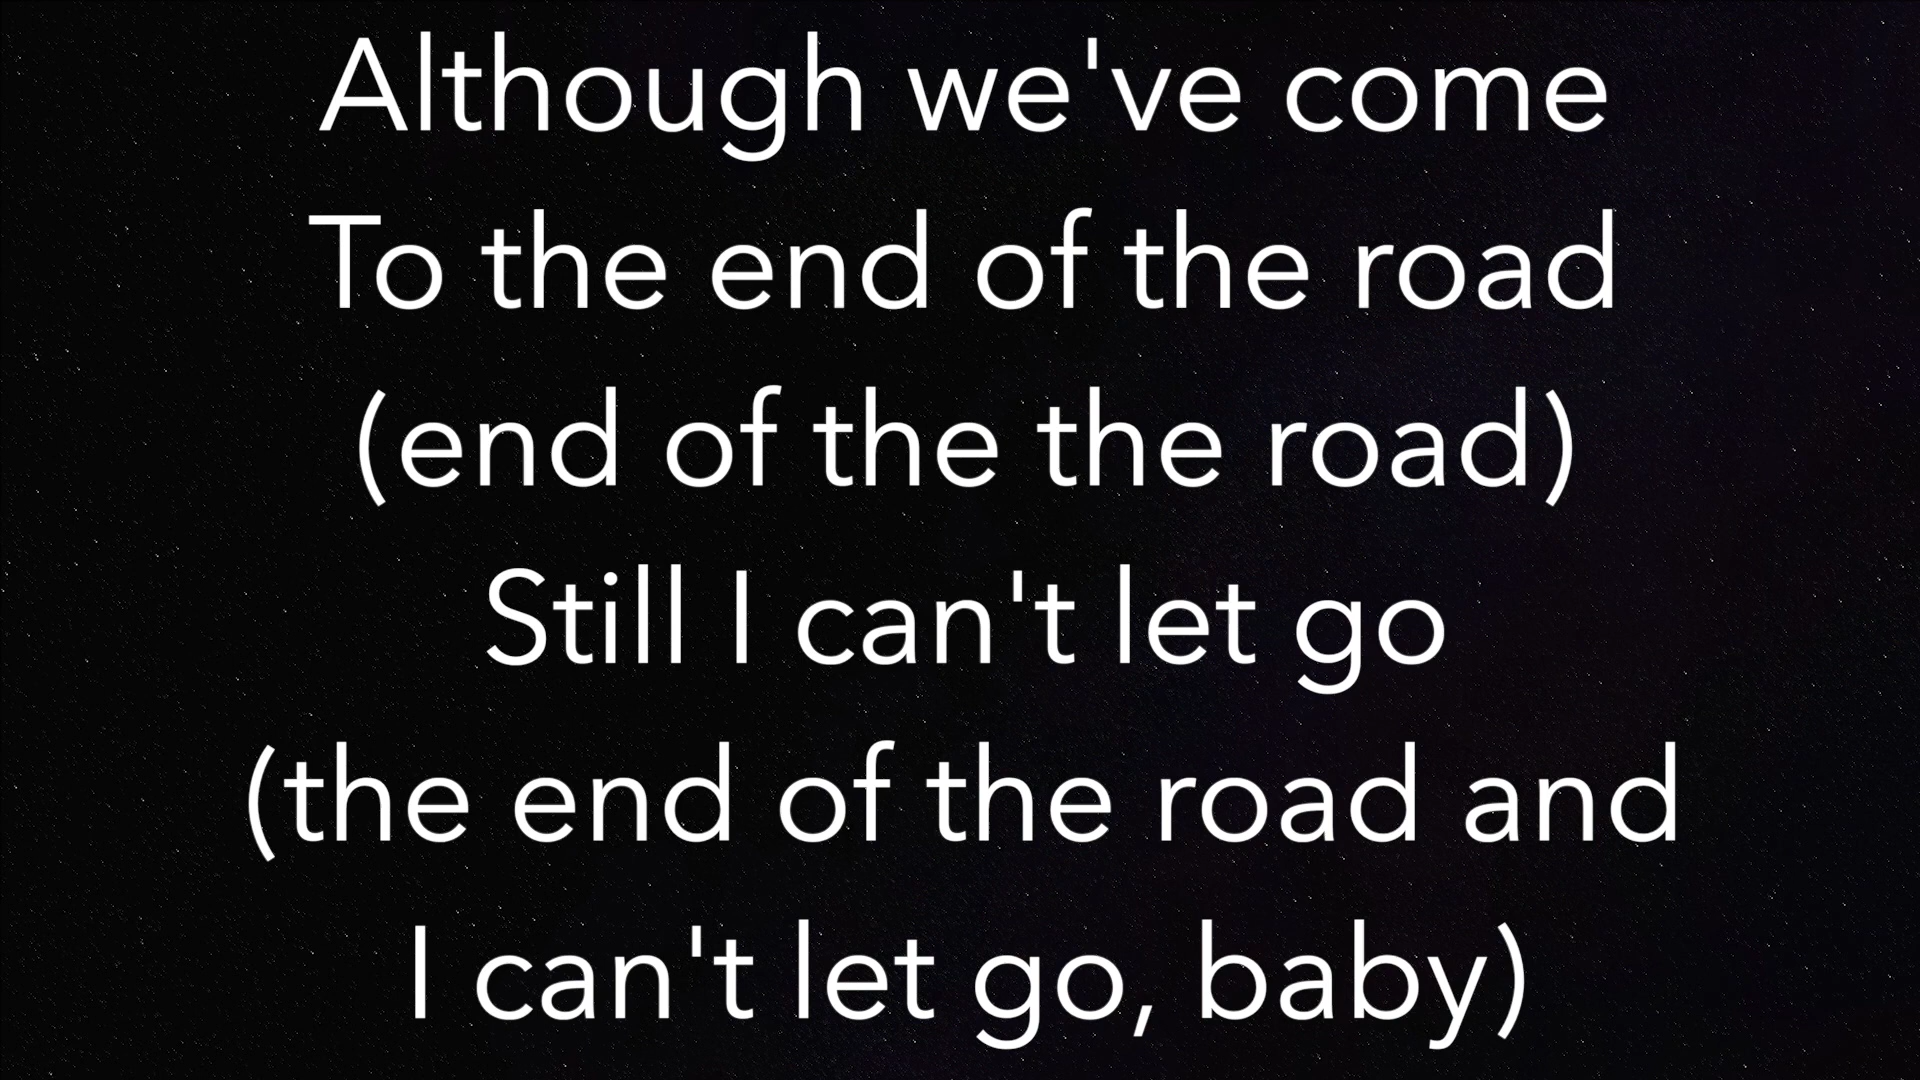 Although we've come
To the end of the road
(end of the the road)
Still I can't let go
(the end of the road and
I can't let go, baby)